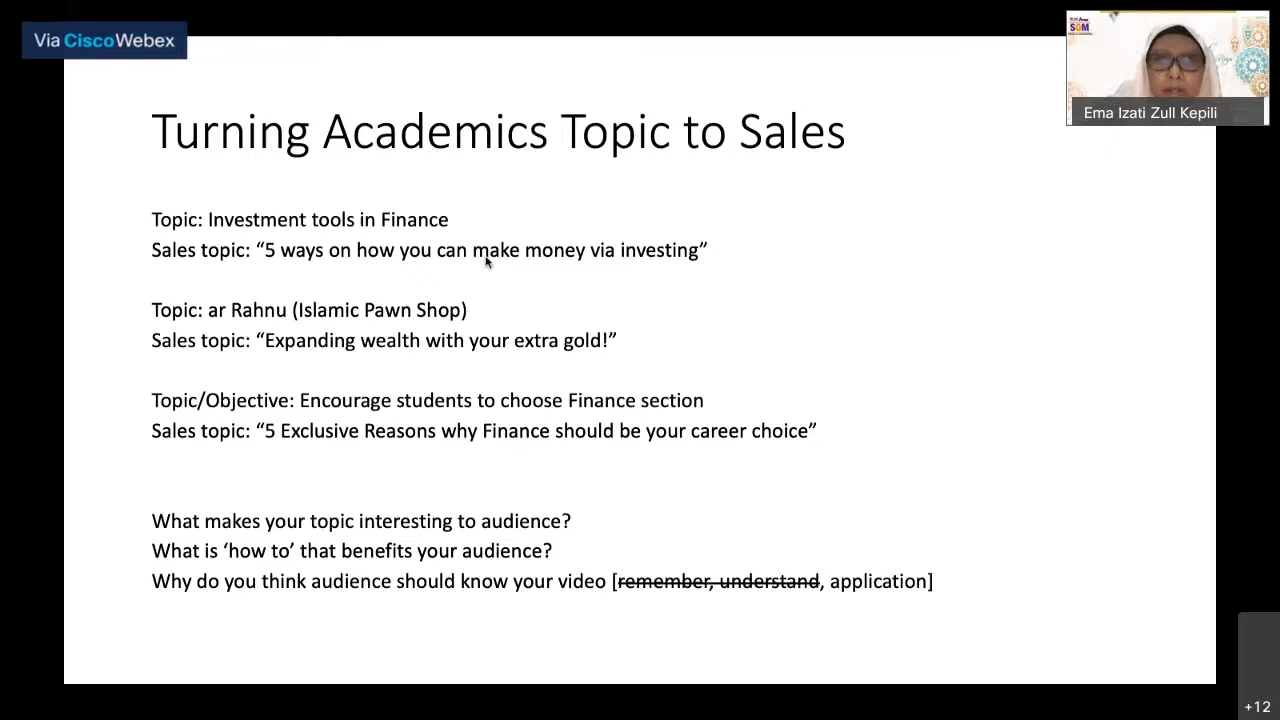 Via CiscoWebex
SOM
Ema Izati Zull Kepili
Turning Academics Topic to Sales
Topic: Investment tools in Finance
Sales topic: “5 ways on how you can make money via investing”
Topic: ar Rahnu (Islamic Pawn Shop)
Sales topic: “Expanding wealth with your extra gold!”
Topic/Objective: Encourage students to choose Finance section
Sales topic: “5 Exclusive Reasons why Finance should be your career choice”
What makes your topic interesting to audience?
What is ‘how to’ that benefits your audience?
Why do you think audience should know your video [remember, understand, application]
+12